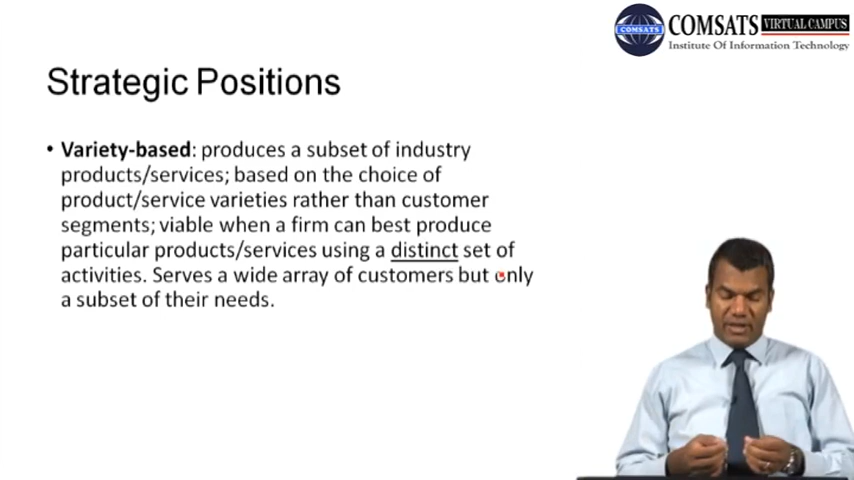 COMSATS VIRTUAL CAMPUS
COMSATS
Institute Of Information Technology
Strategic Positions
• Variety-based: produces a subset of industry
products/services; based on the choice of
product/service varieties rather than customer
segments; viable when a firm can best produce
particular products/services using a distinct set of
activities. Serves a wide array of customers but only
a subset of their needs.